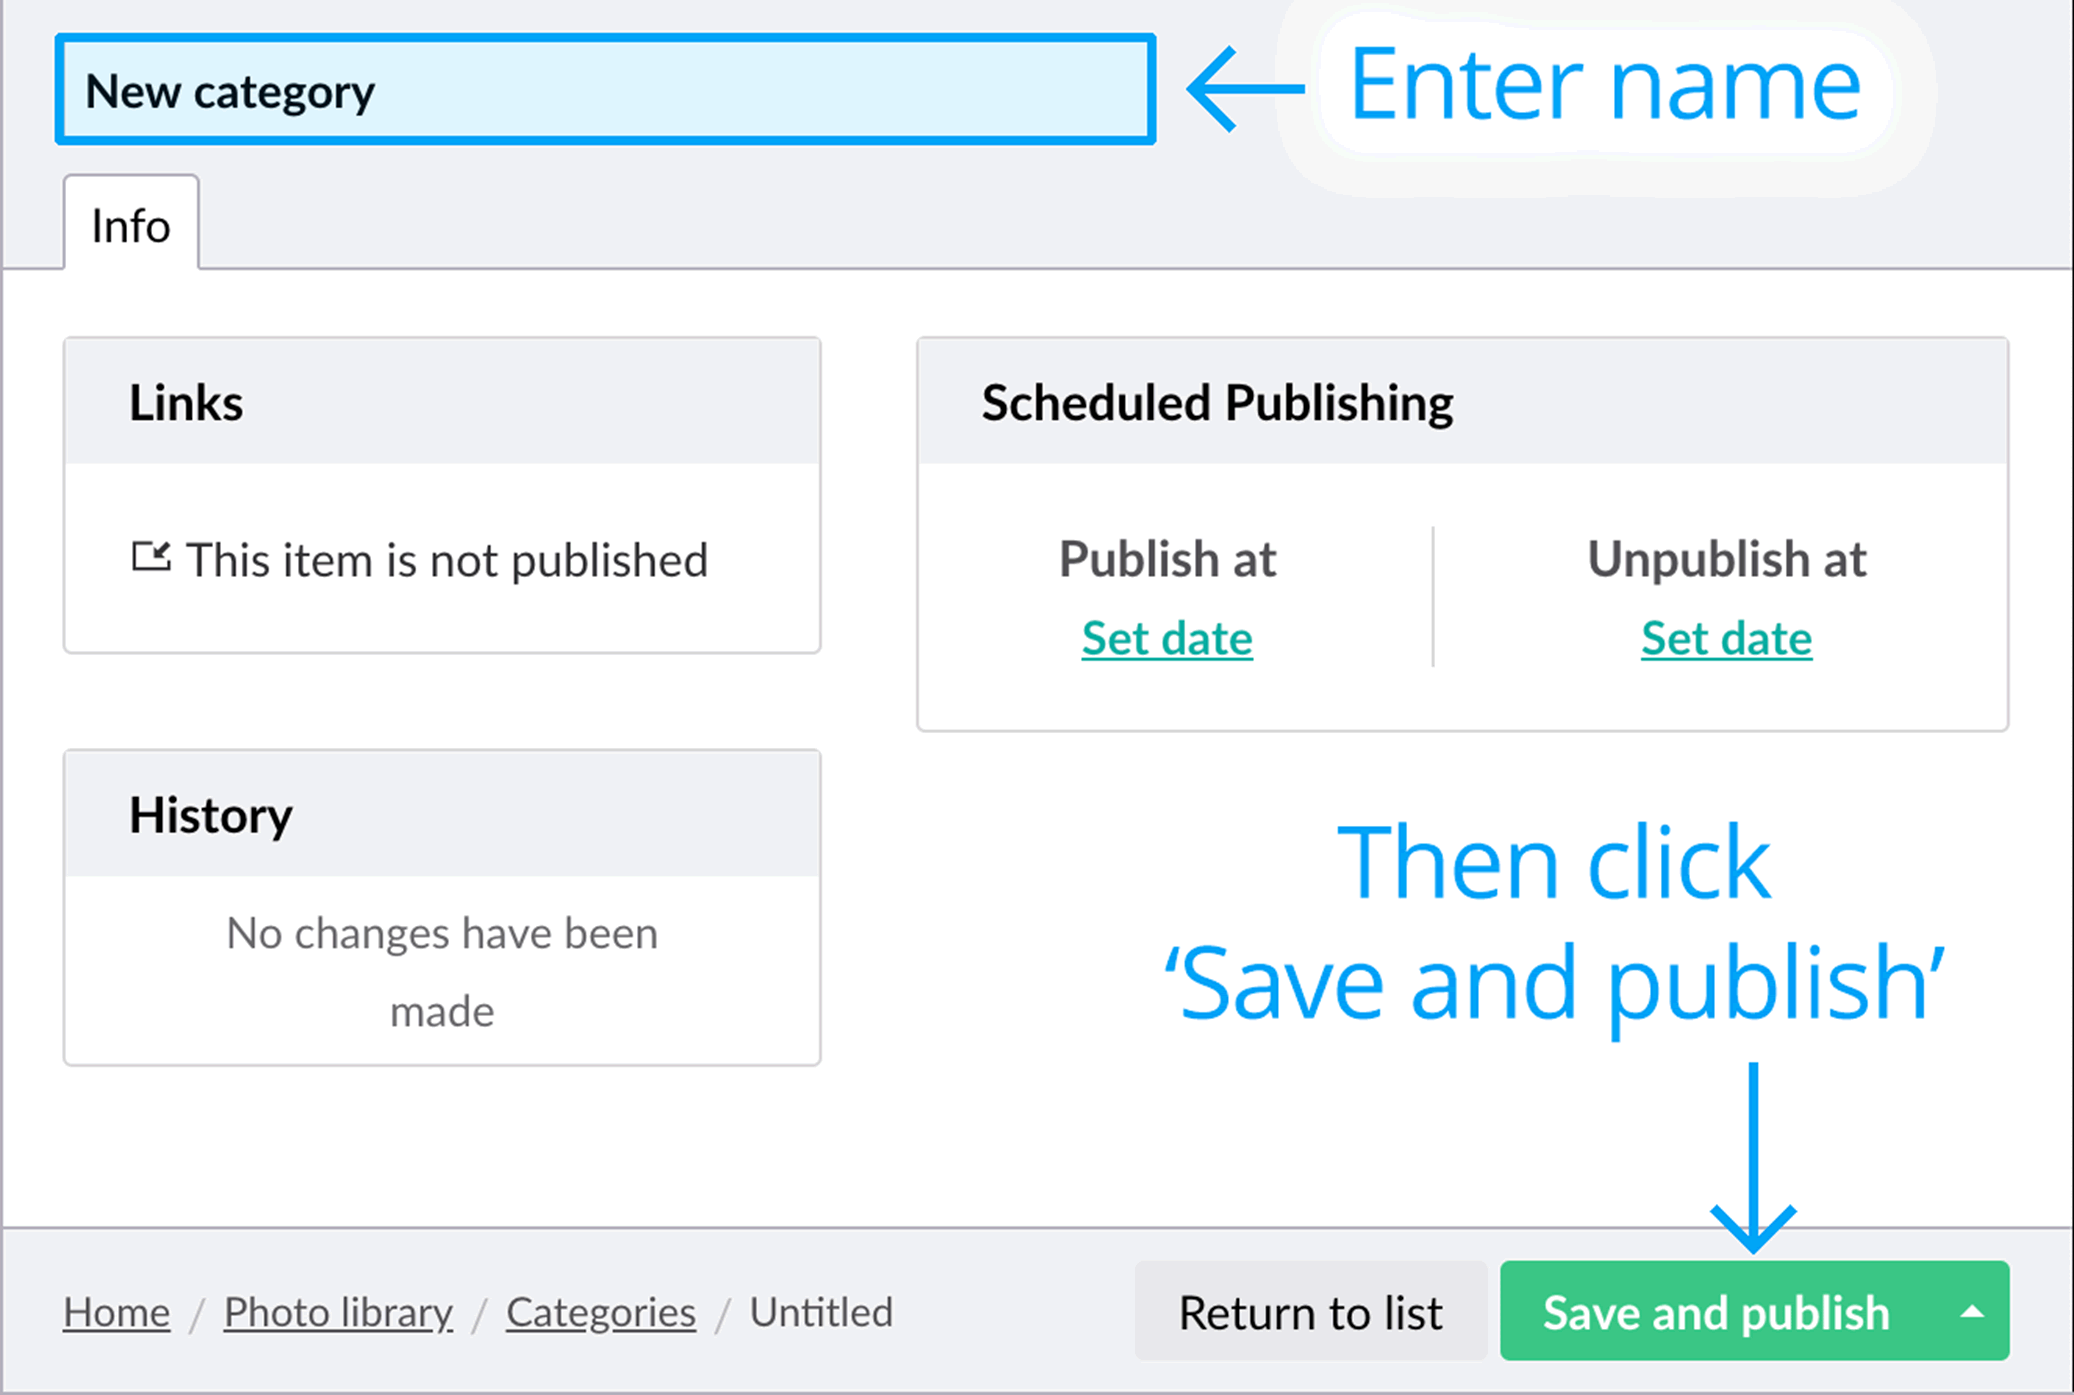 New category
Enter name
Info
Links
This item is not published
Scheduled Publishing
Publish at
Set date
Unpublish at
Set date
History
No changes have been
made
Then click
‘Save and publish’
Home / Photo library / Categories / Untitled
Return to list
Save and publish